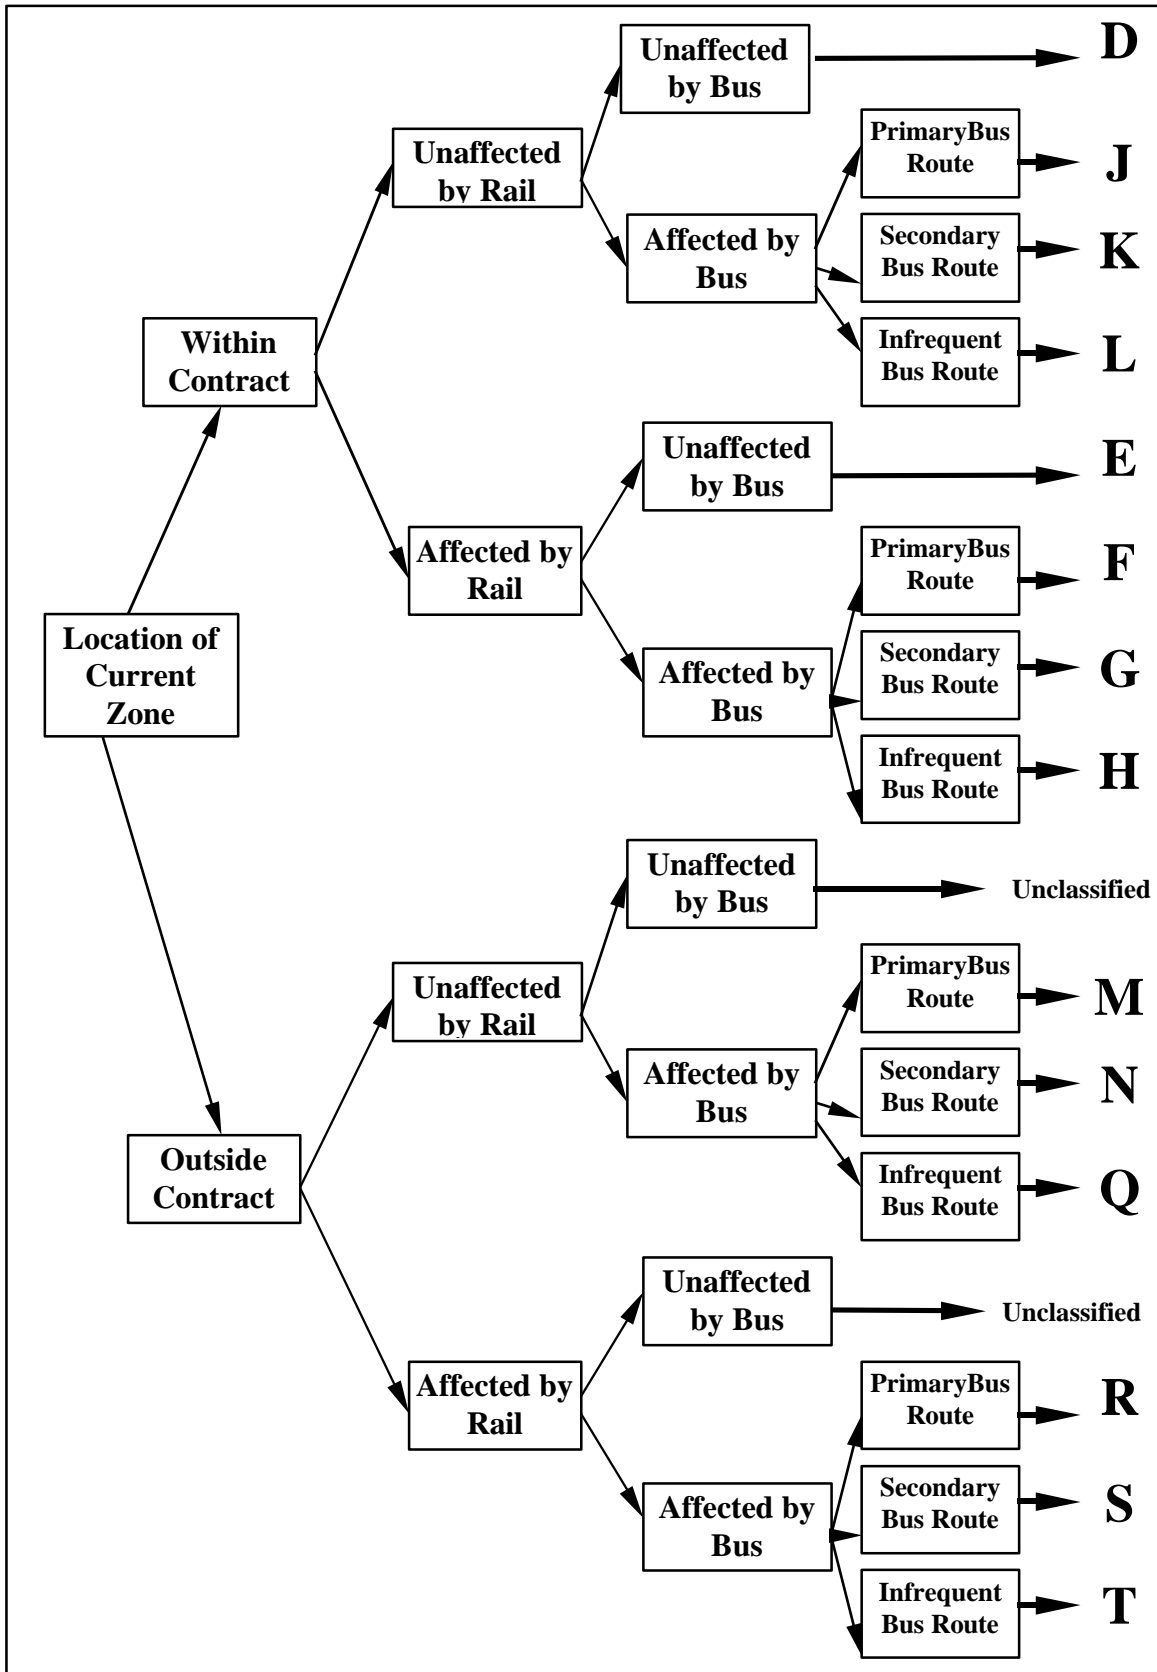 Unaffected
by Bus
D
Unaffected
by Rail
PrimaryBus
Route
J
Affected by
Bus
Secondary
Bus Route
K
Infrequent
Bus Route
L
Within
Contract
Unaffected
by Bus
E
Affected by
Rail
PrimaryBus
Route
F
Affected by
Bus
Secondary
Bus Route
G
Infrequent
Bus Route
H
Location of
Current
Zone
Unaffected
by Bus
Unclassified
Unaffected
by Rail
PrimaryBus
Route
M
Affected by
Bus
Secondary
Bus Route
N
Infrequent
Bus Route
Q
Outside
Contract
Unaffected
by Bus
Unclassified
Affected by
Rail
PrimaryBus
Route
R
Affected by
Bus
Secondary
Bus Route
S
Infrequent
Bus Route
T